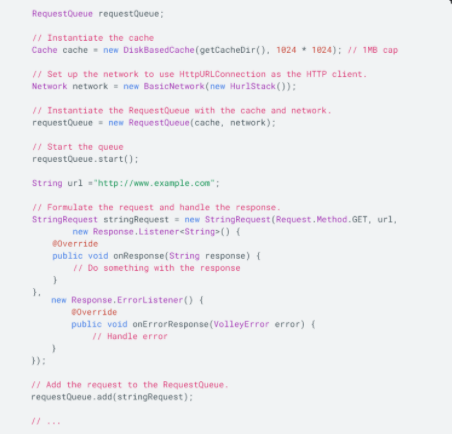 RequestQueue requestQueue;

// Instantiate the cache
Cache cache = new DiskBasedCache(getCacheDir(), 1024 * 1024); // 1MB cap

// Set up the network to use HttpURLConnection as the HTTP client.
Network network = new BasicNetwork(new HurlStack());

// Instantiate the RequestQueue with the cache and network.
requestQueue = new RequestQueue(cache, network);

// Start the queue
requestQueue.start();

String url ="http://www.example.com";

// Formulate the request and handle the response.
StringRequest stringRequest = new StringRequest(Request.Method.GET, url,
        new Response.Listener<String>() {
    @Override
    public void onResponse(String response) {
        // Do something with the response
    }
},
    new Response.ErrorListener() {
        @Override
        public void onErrorResponse(VolleyError error) {
            // Handle error
    }
});

// Add the request to the RequestQueue.
requestQueue.add(stringRequest);

// ...